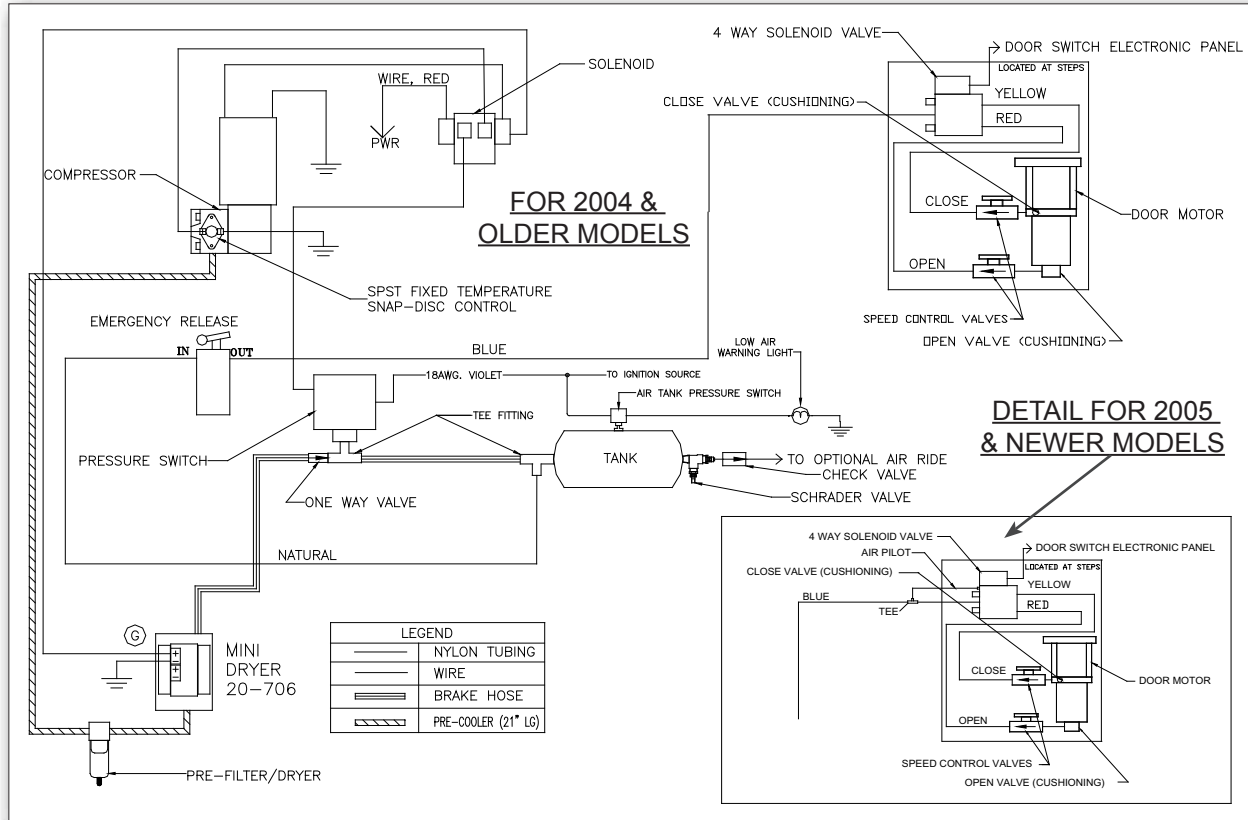 4 WAY SOLENOID VALVE
DOOR SWITCH ELECTRONIC PANEL
LOCATED AT STEPS
SOLENOID
WIRE, RED
PWR
CLOSE VALVE (CUSHIONING)
YELLOW
RED
COMPRESSOR
FOR 2004 &
OLDER MODELS
CLOSE
DOOR MOTOR
OPEN
SPST FIXED TEMPERATURE
SNAP-DISC CONTROL
SPEED CONTROL VALVES
OPEN VALVE (CUSHIONING)
EMERGENCY RELEASE
IN
OUT
BLUE
LOW AIR
WARNING LIGHT
18AWG. VIOLET
TO IGNITION SOURCE
AIR TANK PRESSURE SWITCH
TEE FITTING
PRESSURE SWITCH
TANK
TO OPTIONAL AIR RIDE
CHECK VALVE
SCHRADER VALVE
ONE WAY VALVE
NATURAL
DETAIL FOR 2005
& NEWER MODELS
4 WAY SOLENOID VALVE
AIR PILOT
DOOR SWITCH ELECTRONIC PANEL
CLOSE VALVE (CUSHIONING)
LOCATED AT STEPS
YELLOW
BLUE
RED
TEE
CLOSE
DOOR MOTOR
OPEN
SPEED CONTROL VALVES
OPEN VALVE (CUSHIONING)
G
MINI
DRYER
20-706
+
-
+
-
LEGEND
NYLON TUBING
WIRE
BRAKE HOSE
PRE-COOLER (21" LG)
PRE-FILTER/DRYER